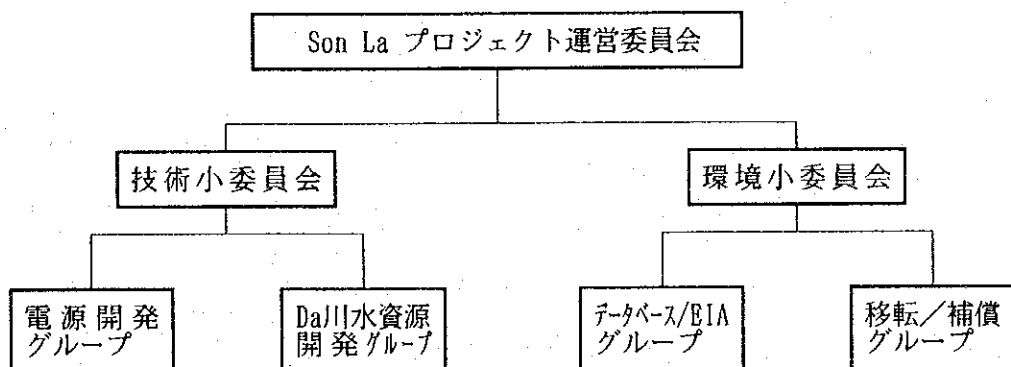 Son La プロジェクト運営委員会
技術小委員会
環境小委員会
電源開発
グループ
Da川水資源
開発グループ
データベース/EIA
グループ
移転／補償
グループ